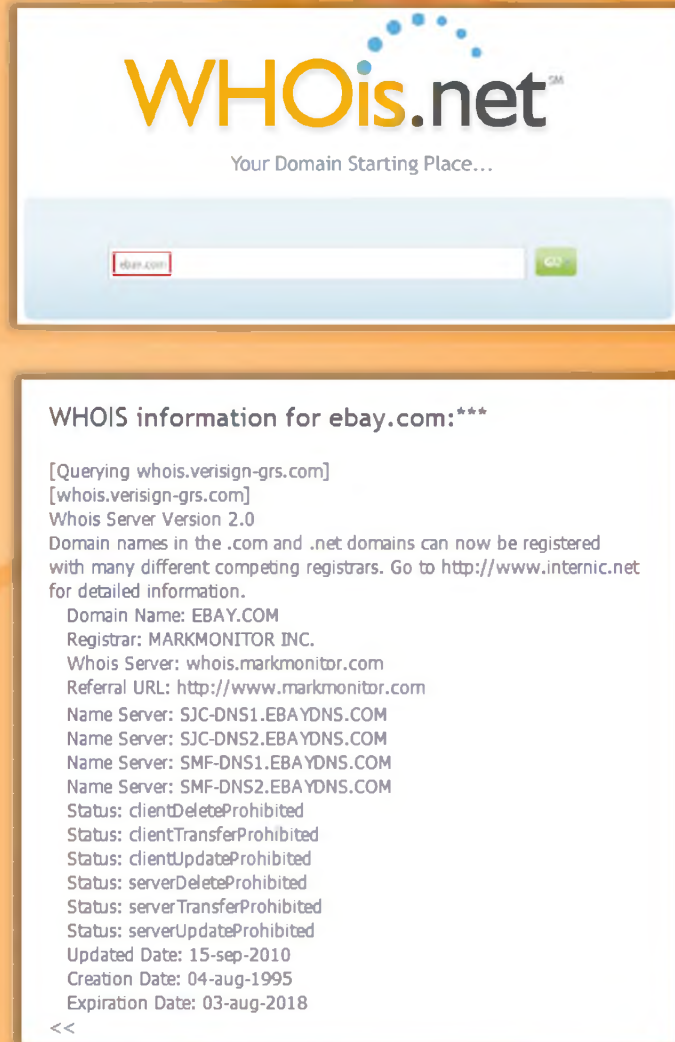 WHOis.net℠
Your Domain Starting Place...
ebay.com
GO
WHOIS information for ebay.com:***
[Querying whois.verisign-grs.com]
[whois.verisign-grs.com]
Whois Server Version 2.0
Domain names in the .com and .net domains can now be registered
with many different competing registrars. Go to http://www.internic.net
for detailed information.
Domain Name: EBAY.COM
Registrar: MARKMONITOR INC.
Whois Server: whois.markmonitor.com
Referral URL: http://www.markmonitor.com
Name Server: SJC-DNS1.EBAYDNS.COM
Name Server: SJC-DNS2.EBAYDNS.COM
Name Server: SMF-DNS1.EBAYDNS.COM
Name Server: SMF-DNS2.EBAYDNS.COM
Status: clientDeleteProhibited
Status: clientTransferProhibited
Status: clientUpdateProhibited
Status: serverDeleteProhibited
Status: serverTransferProhibited
Status: serverUpdateProhibited
Updated Date: 15-sep-2010
Creation Date: 04-aug-1995
Expiration Date: 03-aug-2018
<<